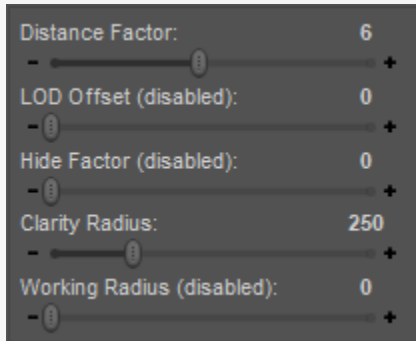 Distance Factor: 6
- +
LOD Offset (disabled): 0
- +
Hide Factor (disabled): 0
- +
Clarity Radius: 250
- +
Working Radius (disabled): 0
- +